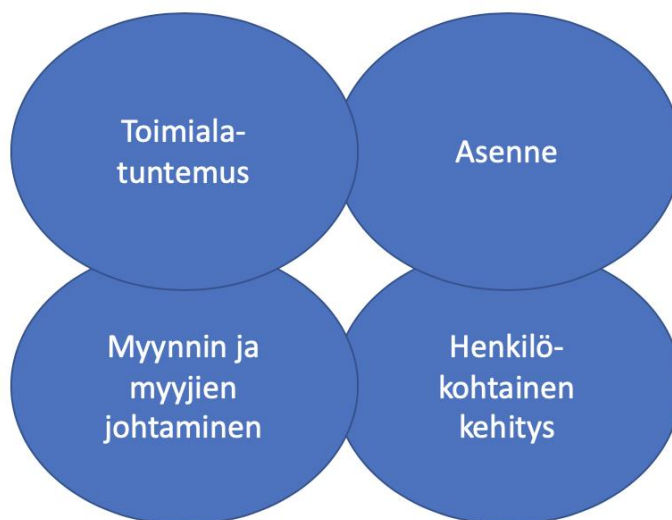 Toimiala-
tuntemus
Asenne
Myynnin ja
myyjien
johtaminen
Henkilö-
kohtainen
kehitys